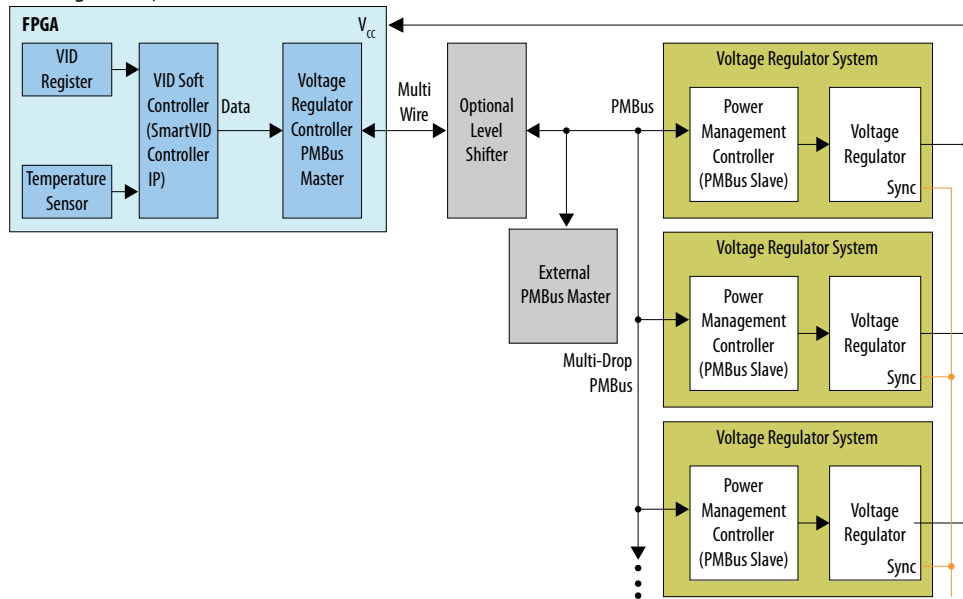 FPGA
V_CC
VID
Register
Temperature
Sensor
VID Soft
Controller
(SmartVID
Controller
IP)
Data
Voltage
Regulator
Controller
PMBus
Master
Multi
Wire
Optional
Level
Shifter
External
PMBus Master
PMBus
Multi-Drop
PMBus
Voltage Regulator System
Power
Management
Controller
(PMBus Slave)
Voltage
Regulator
Sync
Voltage Regulator System
Power
Management
Controller
(PMBus Slave)
Voltage
Regulator
Sync
Voltage Regulator System
Power
Management
Controller
(PMBus Slave)
Voltage
Regulator
Sync